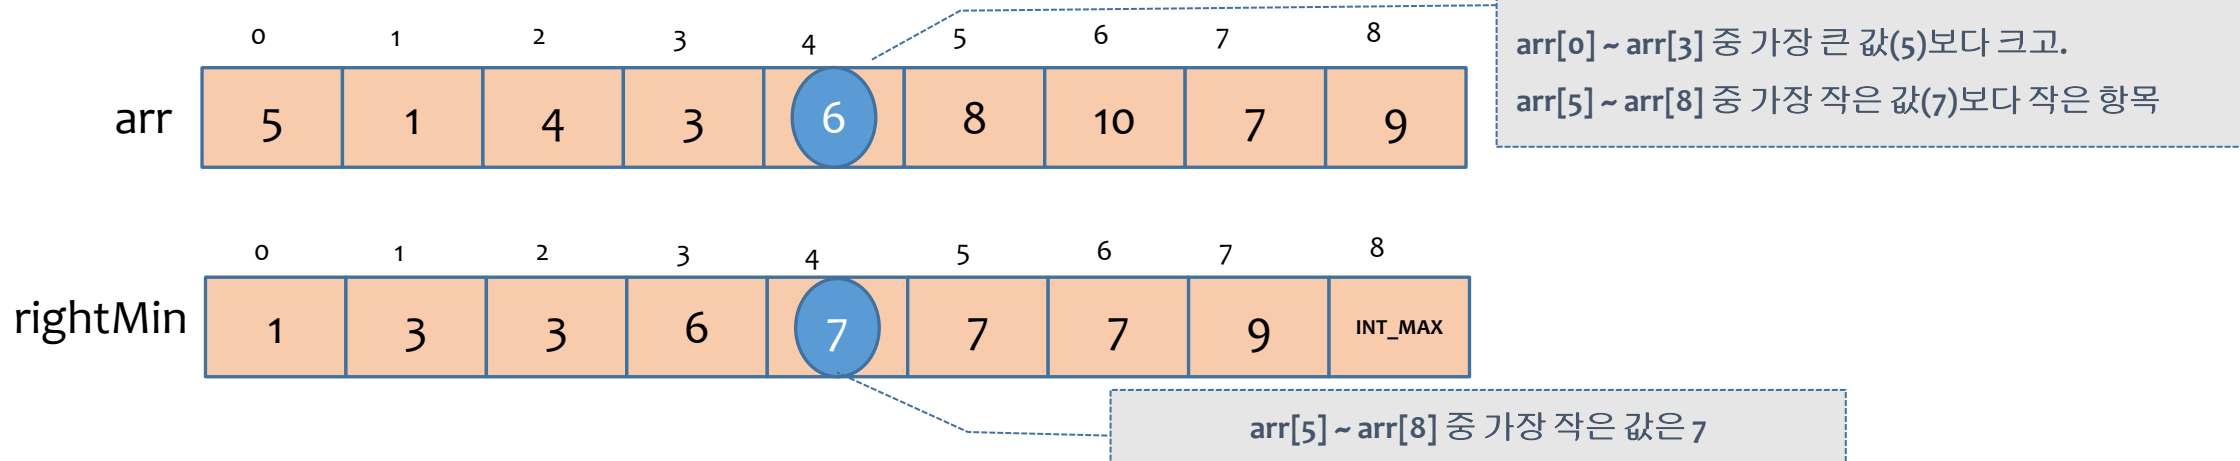 0 1 2 3 4 5 6 7 8
arr[0] ~ arr[3] 중 가장 큰 값(5)보다 크고.
arr[5] ~ arr[8] 중 가장 작은 값(7)보다 작은 항목
arr 5 1 4 3 6 8 10 7 9
0 1 2 3 4 5 6 7 8
rightMin 1 3 3 6 7 7 7 9 INT_MAX
arr[5] ~ arr[8] 중 가장 작은 값은 7